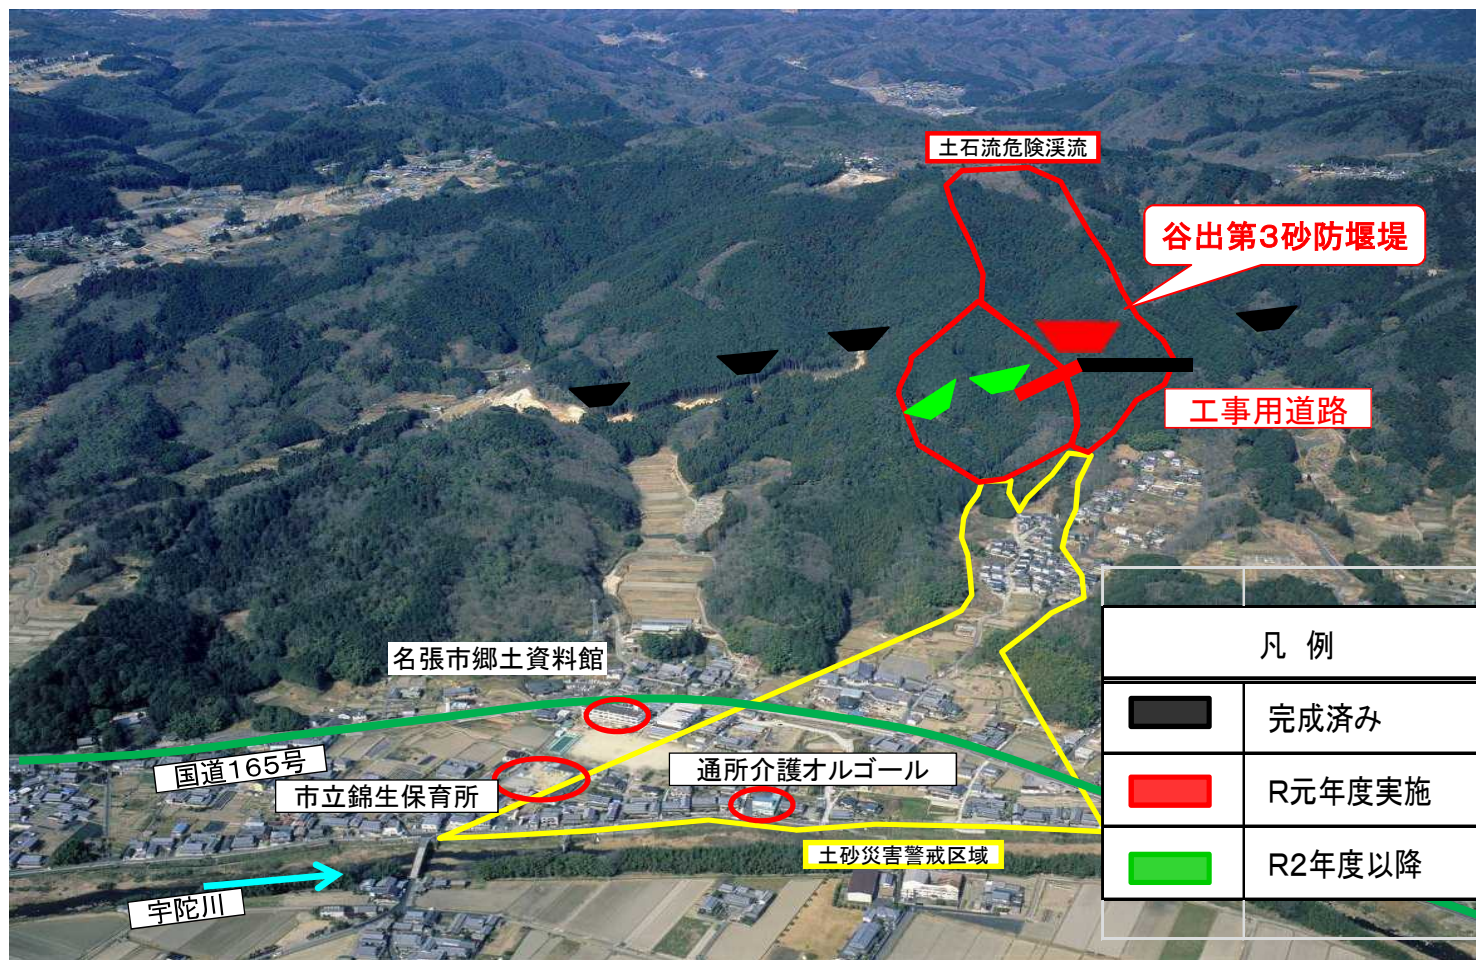 土石流危険渓流
谷出第3砂防堰堤
工事用道路
名張市郷土資料館
国道165号
市立錦生保育所
通所介護オルゴール
土砂災害警戒区域
宇陀川
凡 例
完成済み
R元年度実施
R2年度以降